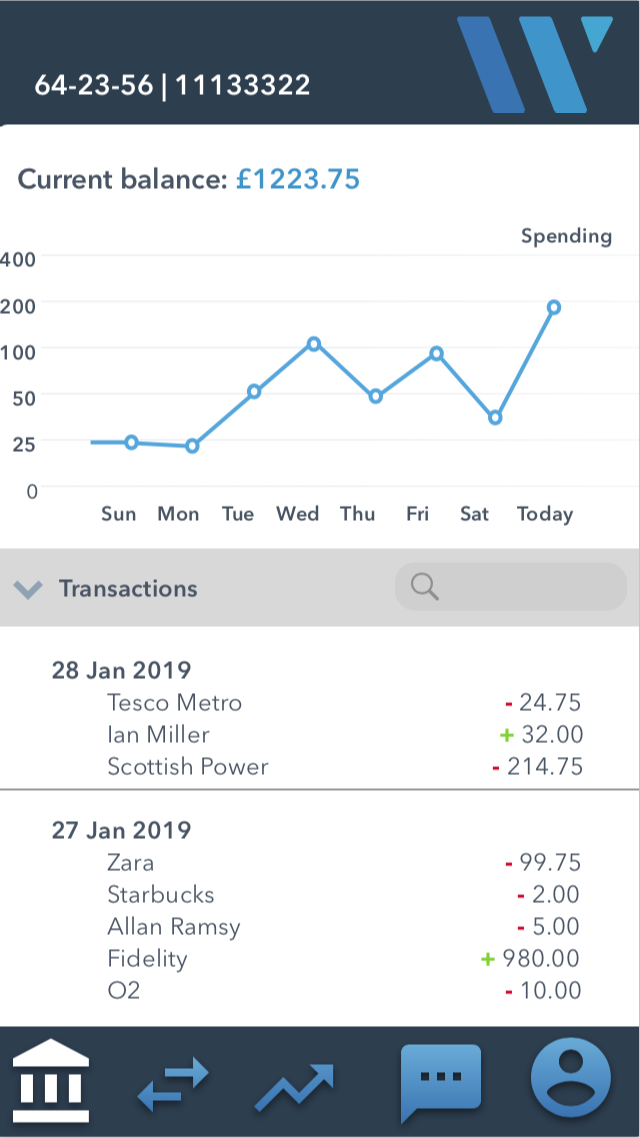 64-23-56 | 11133322
Current balance: £1223.75
Spending
400
200
100
50
25
0
Sun Mon Tue Wed Thu Fri Sat Today
Transactions
28 Jan 2019
Tesco Metro - 24.75
Ian Miller + 32.00
Scottish Power - 214.75
27 Jan 2019
Zara - 99.75
Starbucks - 2.00
Allan Ramsy - 5.00
Fidelity + 980.00
O2 - 10.00